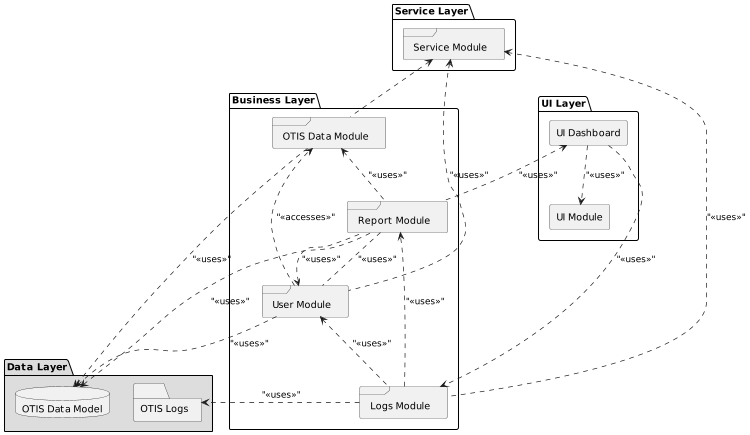 Service Layer
Service Module
Business Layer
UI Layer
OTIS Data Module
UI Dashboard
"«uses»"
"«uses»"
"«uses»"
"«uses»"
Report Module
UI Module
"«accesses»"
"«uses»"
"«uses»"
"«uses»"
"«uses»"
"«uses»"
User Module
"«uses»"
"«uses»"
"«uses»"
"«uses»"
Data Layer
OTIS Data Model
OTIS Logs
"«uses»"
Logs Module